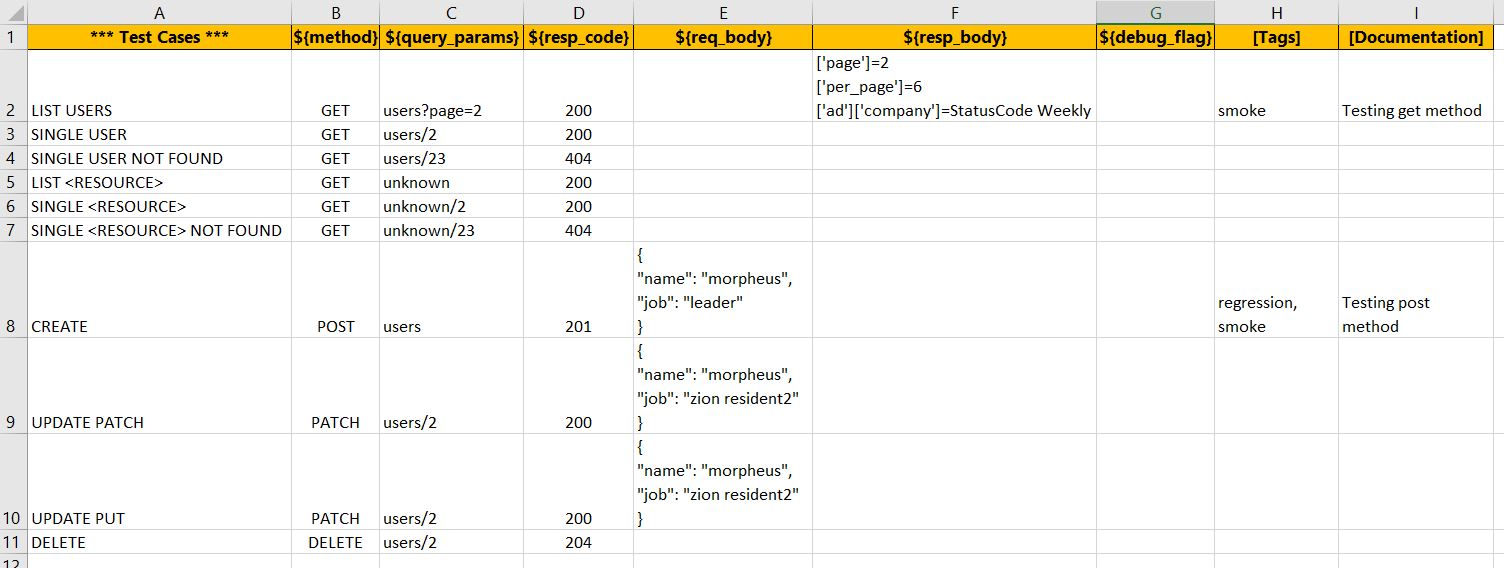 A B C D E F G H I
1 *** Test Cases *** ${method} ${query_params} ${resp_code} ${req_body} ${resp_body} ${debug_flag} [Tags] [Documentation]
['page']=2
['per_page']=6
2 LIST USERS GET users?page=2 200 ['ad']['company']=StatusCode Weekly smoke Testing get method
3 SINGLE USER GET users/2 200
4 SINGLE USER NOT FOUND GET users/23 404
5 LIST <RESOURCE> GET unknown 200
6 SINGLE <RESOURCE> GET unknown/2 200
7 SINGLE <RESOURCE> NOT FOUND GET unknown/23 404
{
"name": "morpheus",
"job": "leader" regression, Testing post
8 CREATE POST users 201 } smoke method
{
"name": "morpheus",
"job": "zion resident2"
9 UPDATE PATCH PATCH users/2 200 }
{
"name": "morpheus",
"job": "zion resident2"
10 UPDATE PUT PATCH users/2 200 }
11 DELETE DELETE users/2 204
12